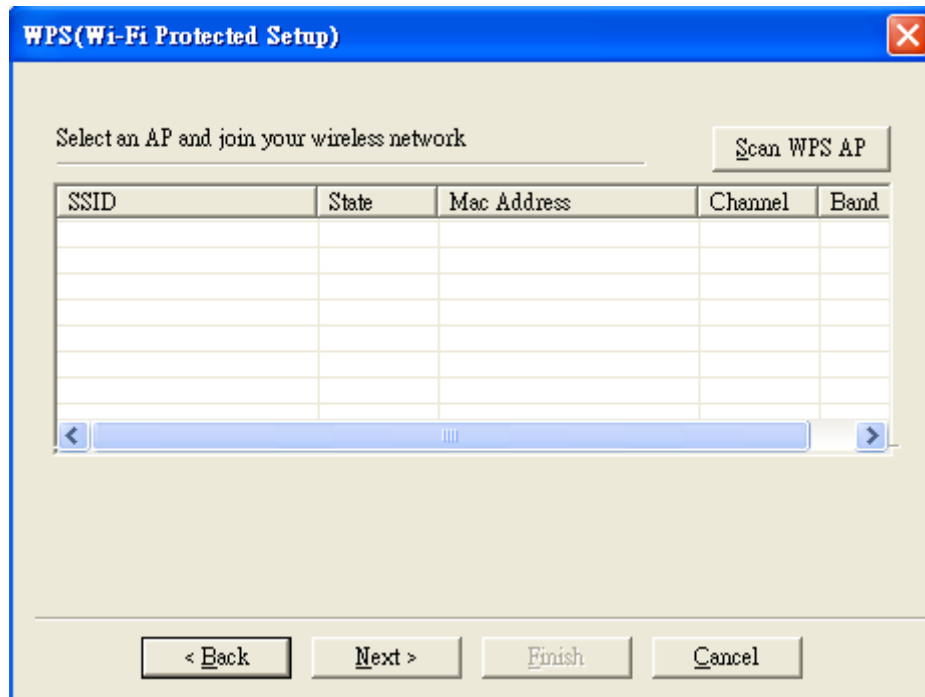 WPS(Wi-Fi Protected Setup)
Select an AP and join your wireless network
Scan WPS AP
SSID State Mac Address Channel Band
< Back Next > Finish Cancel